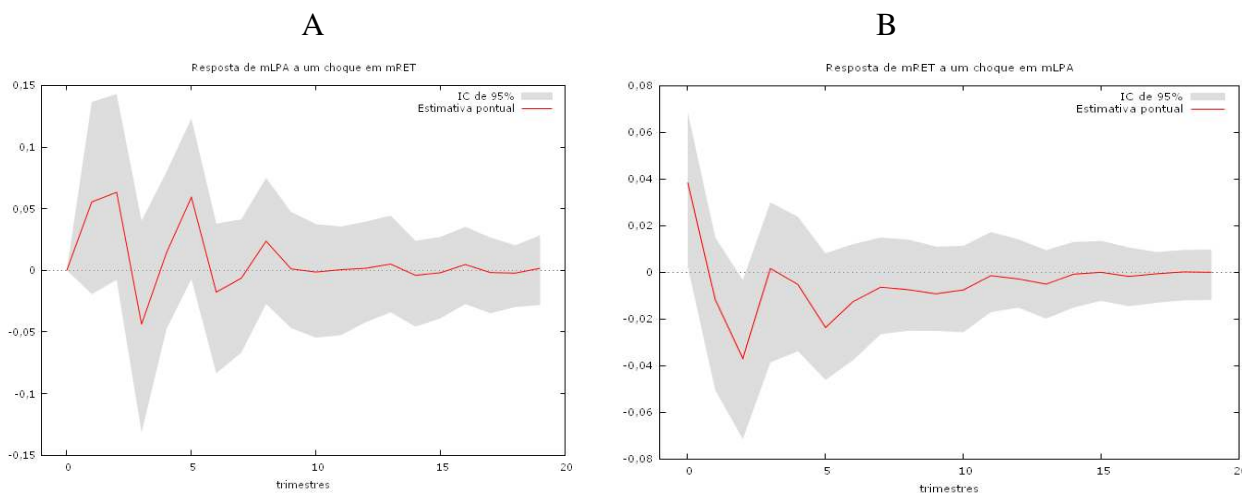 A
Resposta de mLPA a um choque em mRET
0,15
IC de 95%
Estimativa pontual
0,1
0,05
0
-0,05
-0,1
-0,15
0
5
10
15
20
trimestres
B
Resposta de mRET a um choque em mLPA
0,08
IC de 95%
Estimativa pontual
0,06
0,04
0,02
0
-0,02
-0,04
-0,06
-0,08
0
5
10
15
20
trimestres